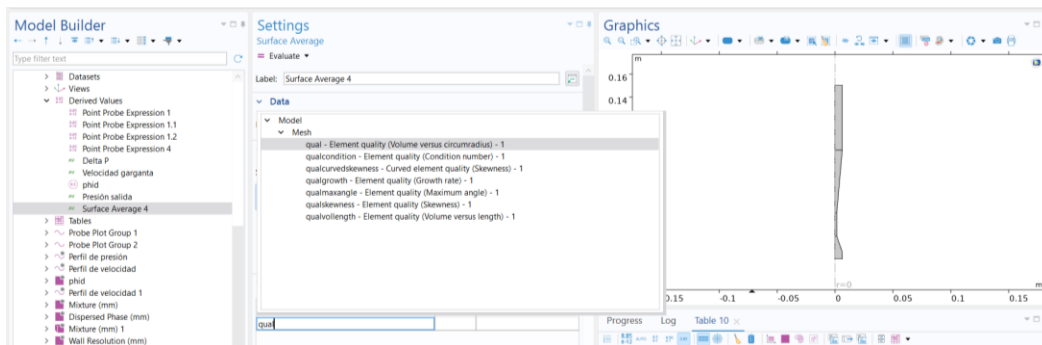 Model Builder
Type filter text
Datasets
Views
Derived Values
Point Probe Expression 1
Point Probe Expression 1.1
Point Probe Expression 1.2
Point Probe Expression 4
Delta P
Velocidad garganta
phid
Presión salida
Surface Average 4
Tables
Probe Plot Group 1
Probe Plot Group 2
Perfil de presión
Perfil de velocidad
phid
Perfil de velocidad 1
Mixture (mm)
Dispersed Phase (mm)
Mixture (mm) 1
Wall Resolution (mm)
Settings
Surface Average
Evaluate
Label: Surface Average 4
Data
Model
Mesh
qual - Element quality (Volume versus circumradius) - 1
qualcondition - Element quality (Condition number) - 1
qualcurvedskewness - Curved element quality (Skewness) - 1
qualgrowth - Element quality (Growth rate) - 1
qualmaxangle - Element quality (Maximum angle) - 1
qualskewness - Element quality (Skewness) - 1
qualvollength - Element quality (Volume versus length) - 1
qual
Graphics
m
0.16
0.14
r=0
m
0.15 -0.1 -0.05 0 0.05 0.1 0.15
Progress Log Table 10